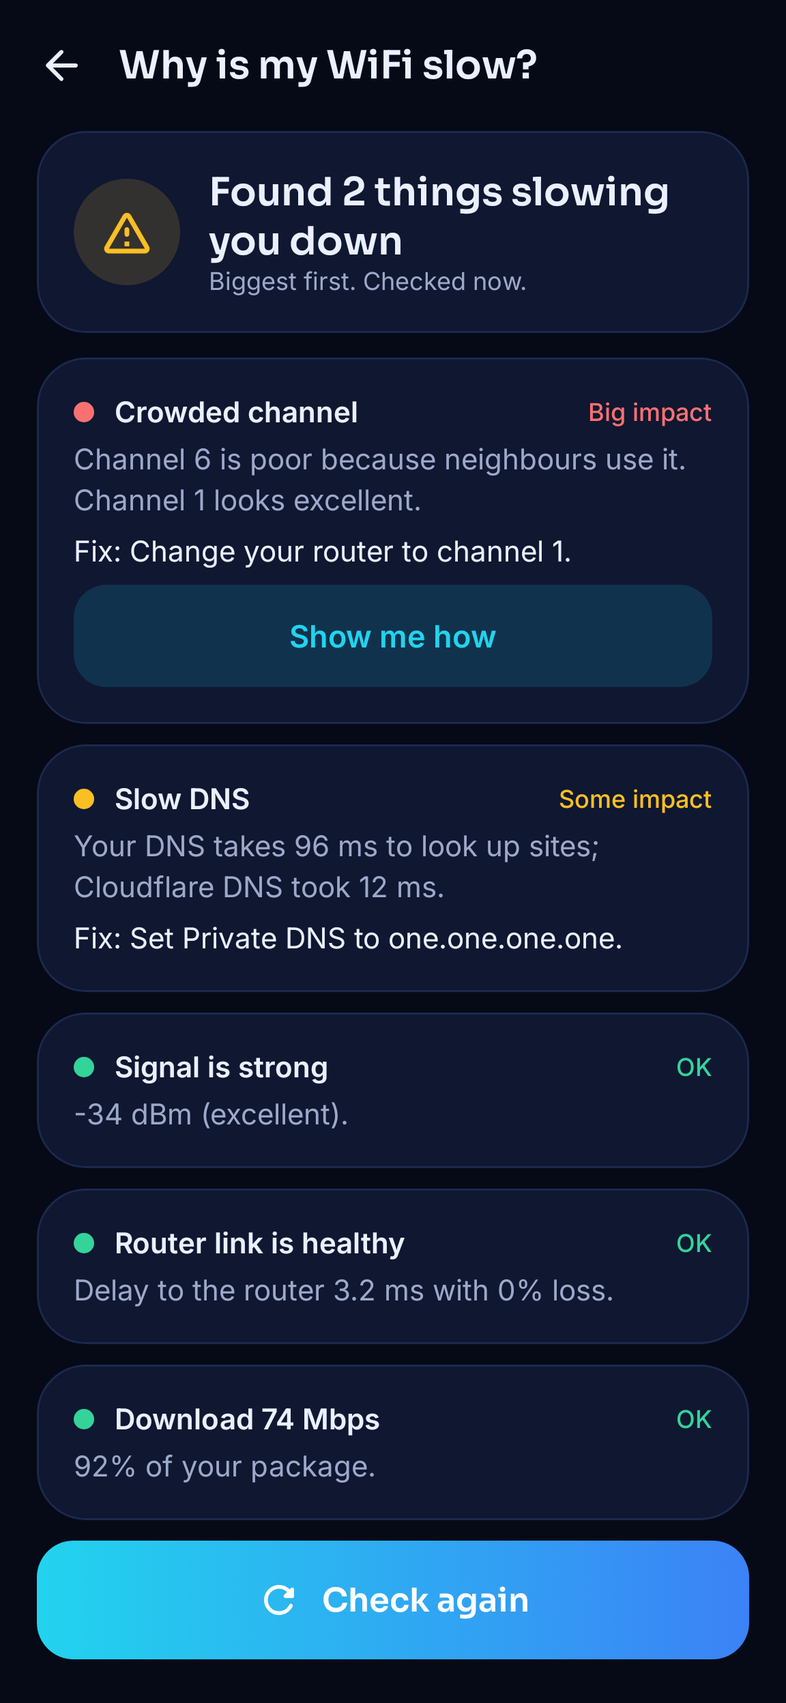 Why is my WiFi slow?
Found 2 things slowing
you down
Biggest first. Checked now.
Crowded channel
Big impact
Channel 6 is poor because neighbours use it.
Channel 1 looks excellent.
Fix: Change your router to channel 1.
Show me how
Slow DNS
Some impact
Your DNS takes 96 ms to look up sites;
Cloudflare DNS took 12 ms.
Fix: Set Private DNS to one.one.one.one.
Signal is strong
OK
-34 dBm (excellent).
Router link is healthy
OK
Delay to the router 3.2 ms with 0% loss.
Download 74 Mbps
OK
92% of your package.
Check again